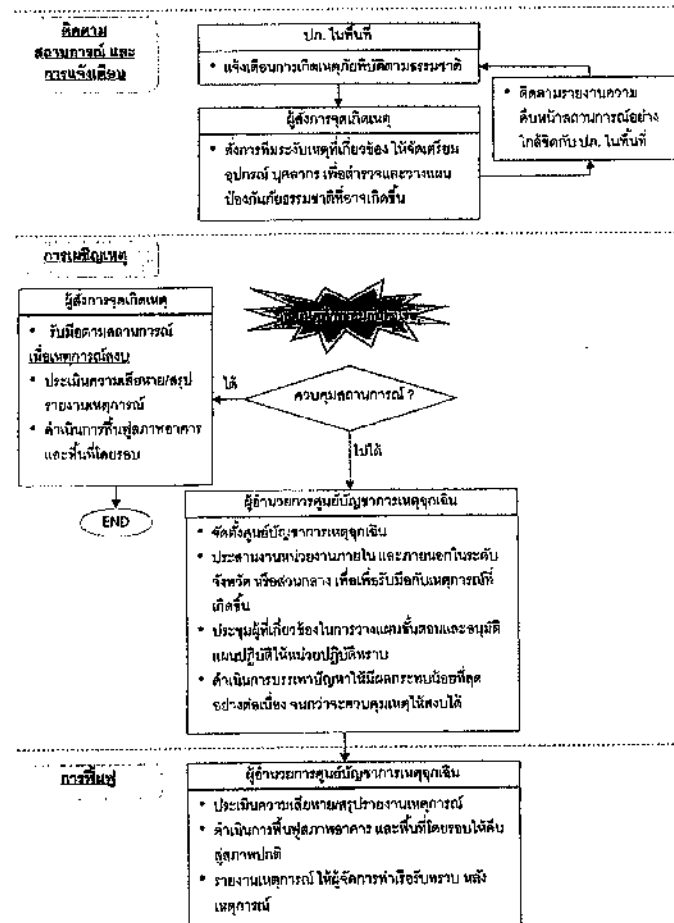 ติดตาม
สถานการณ์ และ
การแจ้งเตือน
ปภ. ในพื้นที่
• แจ้งเตือนการเกิดเหตุภัยพิบัติตามธรรมชาติ
• ติดตามรายงานความ
คืบหน้าสถานการณ์อย่าง
ใกล้ชิดกับ ปภ. ในพื้นที่
ผู้สั่งการจุดเกิดเหตุ
• สั่งการทีมระงับเหตุที่เกี่ยวข้อง ให้จัดเตรียม
อุปกรณ์ บุคลากร เพื่อสำรวจและวางแผน
ป้องกันภัยธรรมชาติที่อาจเกิดขึ้น
การเผชิญเหตุ
ผู้สั่งการจุดเกิดเหตุ
• รับมือตามสถานการณ์
เมื่อเหตุการณ์สงบ
• ประเมินความเสียหาย/สรุป
รายงานเหตุการณ์
• ดำเนินการฟื้นฟูสภาพอาคาร
และพื้นที่โดยรอบ
ได้
ควบคุมสถานการณ์ ?
ไม่ได้
END
ผู้อำนวยการศูนย์บัญชาการเหตุฉุกเฉิน
• จัดตั้งศูนย์บัญชาการเหตุฉุกเฉิน
• ประสานงานหน่วยงานภายใน และภายนอกในระดับ
จังหวัด หรือส่วนกลาง เพื่อเพื่อรับมือกับเหตุการณ์ที่
เกิดขึ้น
• ประชุมผู้ที่เกี่ยวข้องในการวางแผนขั้นตอนและอนุมัติ
แผนปฏิบัติให้หน่วยปฏิบัติทราบ
• ดำเนินการบรรเทาปัญหาให้มีผลกระทบน้อยที่สุด
อย่างต่อเนื่อง จนกว่าจะควบคุมเหตุให้สงบได้
การฟื้นฟู
ผู้อำนวยการศูนย์บัญชาการเหตุฉุกเฉิน
• ประเมินความเสียหาย/สรุปรายงานเหตุการณ์
• ดำเนินการฟื้นฟูสภาพอาคาร และพื้นที่โดยรอบให้คืน
สู่สภาพปกติ
• รายงานเหตุการณ์ ให้ผู้จัดการท่าเรือรับทราบ หลัง
เหตุการณ์